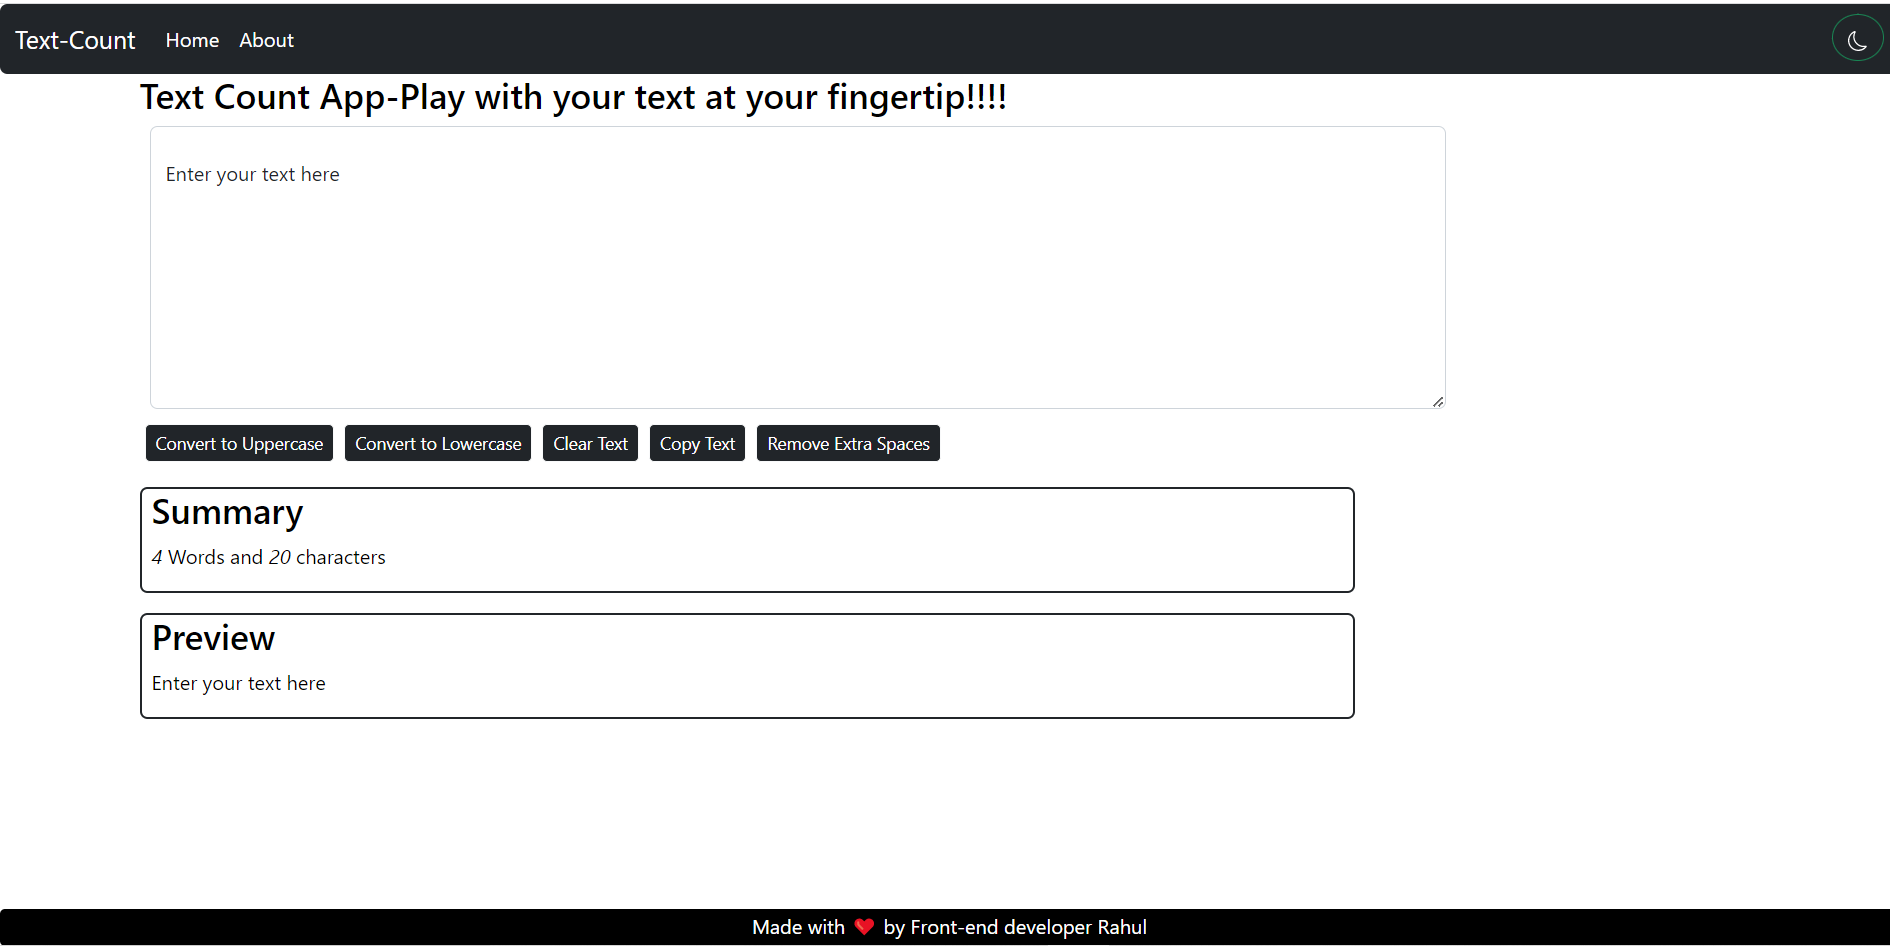 Text-Count Home About
Text Count App-Play with your text at your fingertip!!!!
Enter your text here
Convert to Uppercase Convert to Lowercase Clear Text Copy Text Remove Extra Spaces
Summary
4 Words and 20 characters
Preview
Enter your text here
Made with ❤️ by Front-end developer Rahul